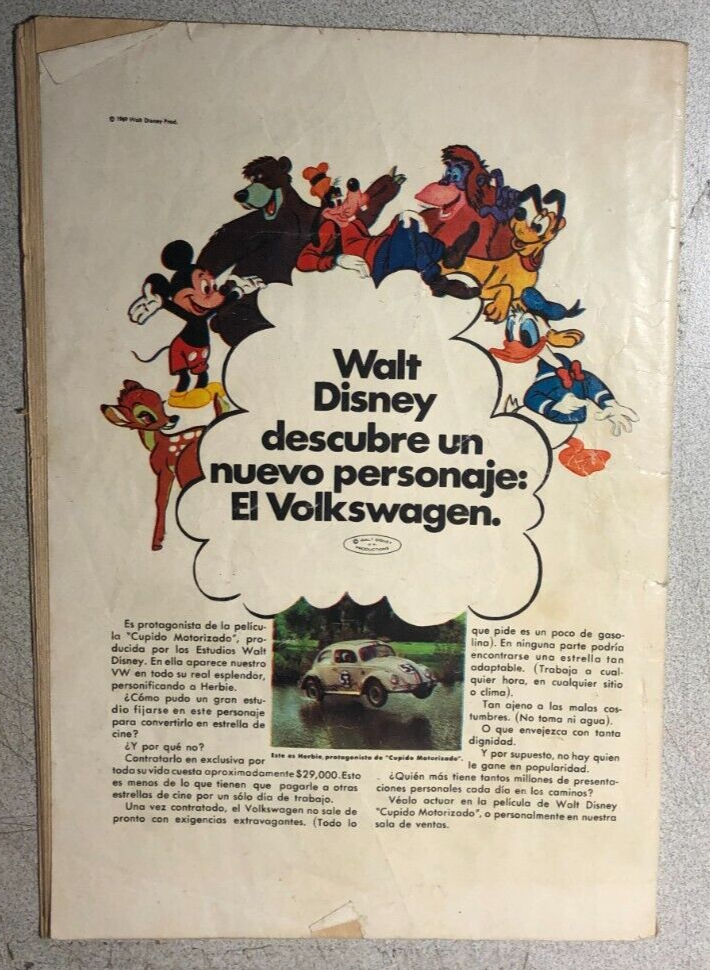 © 1969 Walt Disney Prod.
Walt
Disney
descubre un
nuevo personaje:
El Volkswagen.
© WALT DISNEY
PRODUCTIONS
Es protagonista de la pelícu-
la "Cupido Motorizado", pro-
ducida por los Estudios Walt
Disney. En ella aparece nuestro
VW en todo su real esplendor,
personificando a Herbie.
¿Cómo pudo un gran estu-
dio fijarse en este personaje
para convertirlo en estrella de
cine?
¿Y por qué no?
Contratarlo en exclusiva por
toda su vida cuesta aproximadamente $29,000. Esto
es menos de lo que tienen que pagarle a otras
estrellas de cine por un sólo día de trabajo.
Una vez contratado, el Volkswagen no sale de
pronto con exigencias extravagantes. (Todo lo
53
Este es Herbie, protagonista de "Cupido Motorizado".
que pide es un poco de gaso-
lina). En ninguna parte podría
encontrarse una estrella tan
adaptable. (Trabaja a cual-
quier hora, en cualquier sitio
o clima).
Tan ajeno a las malas cos-
tumbres. (No toma ni agua).
O que envejezca con tanta
dignidad.
Y por supuesto, no hay quien
le gane en popularidad.
¿Quién más tiene tantos millones de presenta-
ciones personales cada día en los caminos?
Véalo actuar en la película de Walt Disney
"Cupido Motorizado", o personalmente en nuestra
sala de ventas.